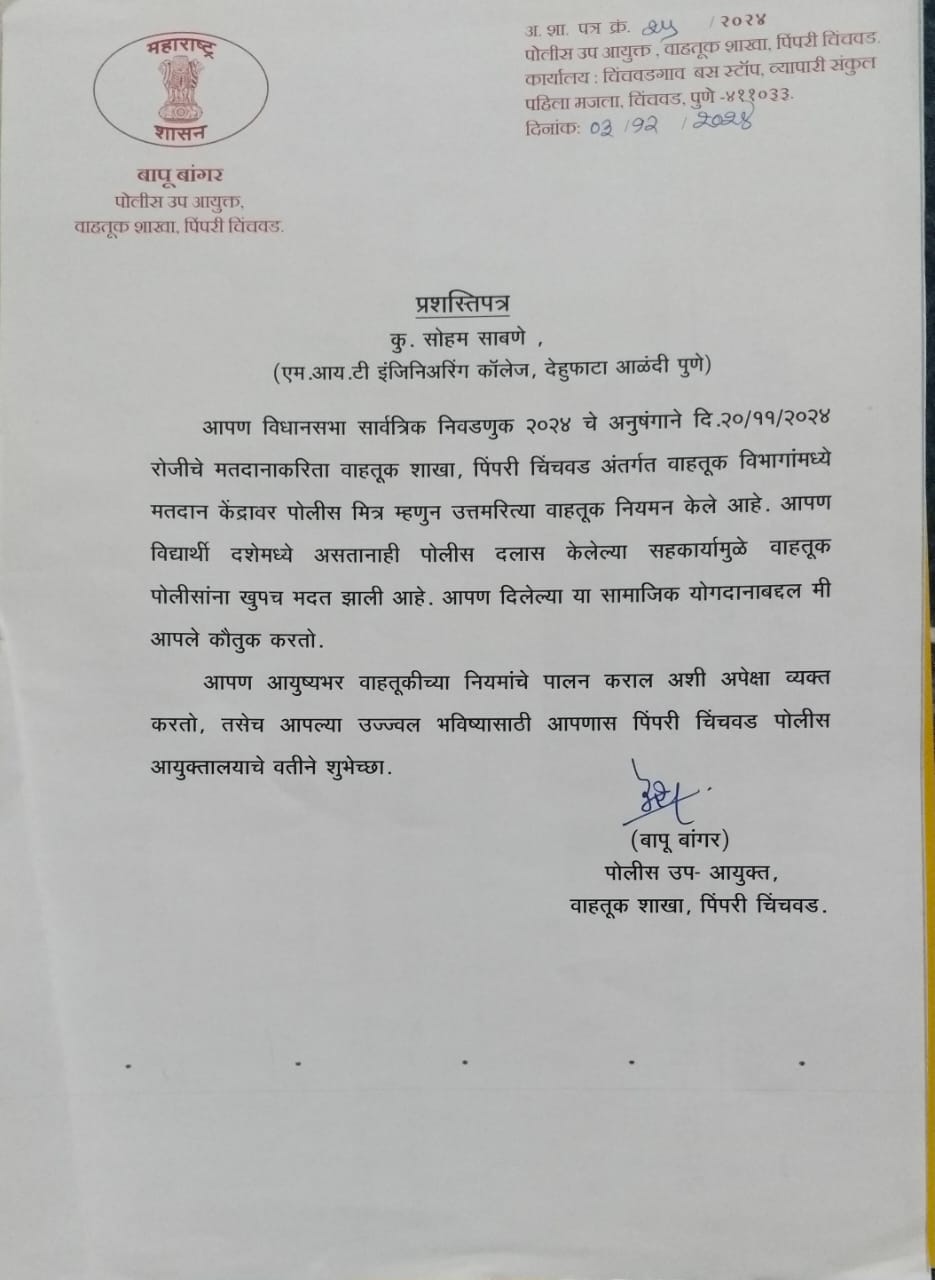 महाराष्ट्र
शासन
बापू बांगर
पोलीस उप आयुक्त,
वाहतूक शाखा, पिंपरी चिंचवड.
अ. शा. पत्र क्रं. २५ /२०२४
पोलीस उप आयुक्त , वाहतूक शाखा, पिंपरी चिंचवड.
कार्यालय : चिंचवडगाव बस स्टॉप, व्यापारी संकुल
पहिला मजला, चिंचवड, पुणे -४११०३३.
दिनांक: ०३ /१२ /२०२४
प्रशस्तिपत्र
कु. सोहम साबणे ,
(एम.आय.टी इंजिनिअरिंग कॉलेज, देहुफाटा आळंदी पुणे)
आपण विधानसभा सार्वत्रिक निवडणुक २०२४ चे अनुषंगाने दि.२०/११/२०२४
रोजीचे मतदानाकरिता वाहतूक शाखा, पिंपरी चिंचवड अंतर्गत वाहतूक विभागांमध्ये
मतदान केंद्रावर पोलीस मित्र म्हणुन उत्तमरित्या वाहतूक नियमन केले आहे. आपण
विद्यार्थी दशेमध्ये असतानाही पोलीस दलास केलेल्या सहकार्यामुळे वाहतूक
पोलीसांना खुपच मदत झाली आहे. आपण दिलेल्या या सामाजिक योगदानाबद्दल मी
आपले कौतुक करतो.
आपण आयुष्यभर वाहतूकीच्या नियमांचे पालन कराल अशी अपेक्षा व्यक्त
करतो, तसेच आपल्या उज्ज्वल भविष्यासाठी आपणास पिंपरी चिंचवड पोलीस
आयुक्तालयाचे वतीने शुभेच्छा.
(बापू बांगर)
पोलीस उप- आयुक्त,
वाहतूक शाखा, पिंपरी चिंचवड.